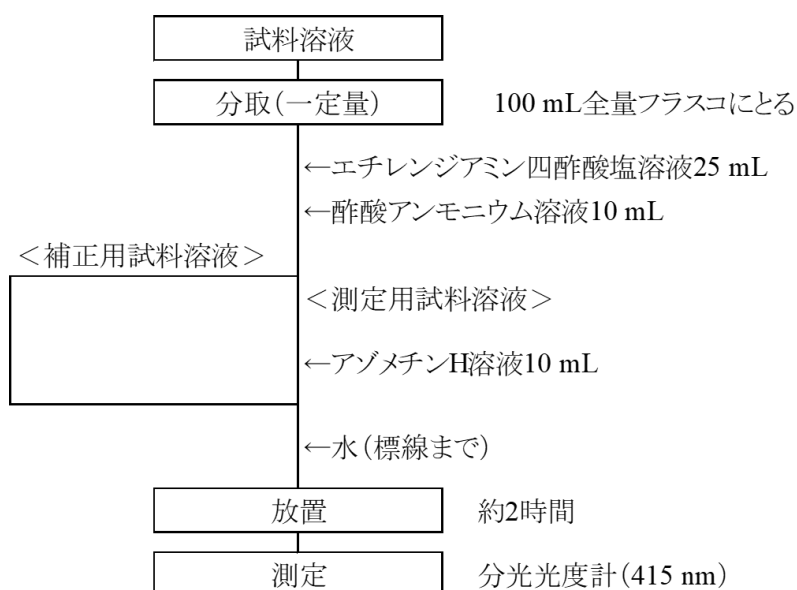 試料溶液
分取(一定量) 100 mL全量フラスコにとる
←エチレンジアミン四酢酸塩溶液25 mL
←酢酸アンモニウム溶液10 mL
＜補正用試料溶液＞
＜測定用試料溶液＞
←アゾメチンH溶液10 mL
←水(標線まで)
放置 約2時間
測定 分光光度計(415 nm)